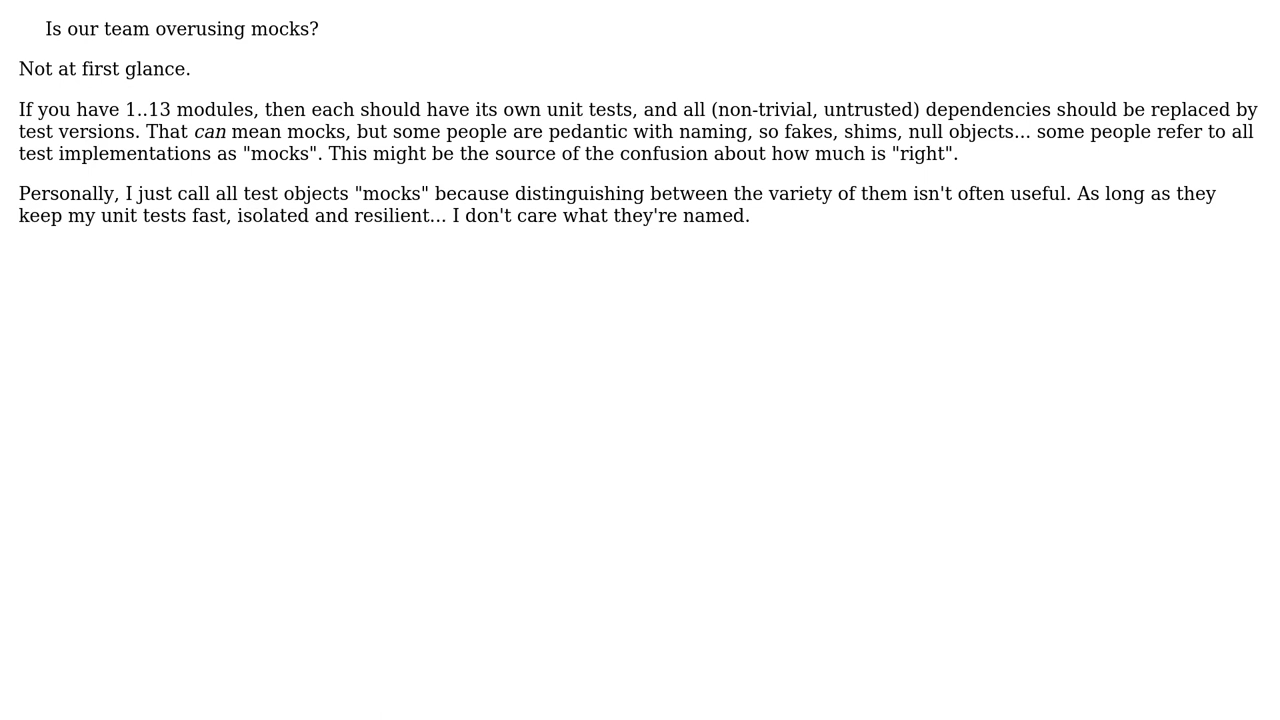 Is our team overusing mocks?
Not at first glance.
If you have 1..13 modules, then each should have its own unit tests, and all (non-trivial, untrusted) dependencies should be replaced by
test versions. That can mean mocks, but some people are pedantic with naming, so fakes, shims, null objects... some people refer to all
test implementations as "mocks". This might be the source of the confusion about how much is "right".
Personally, I just call all test objects "mocks" because distinguishing between the variety of them isn't often useful. As long as they
keep my unit tests fast, isolated and resilient... I don't care what they're named.